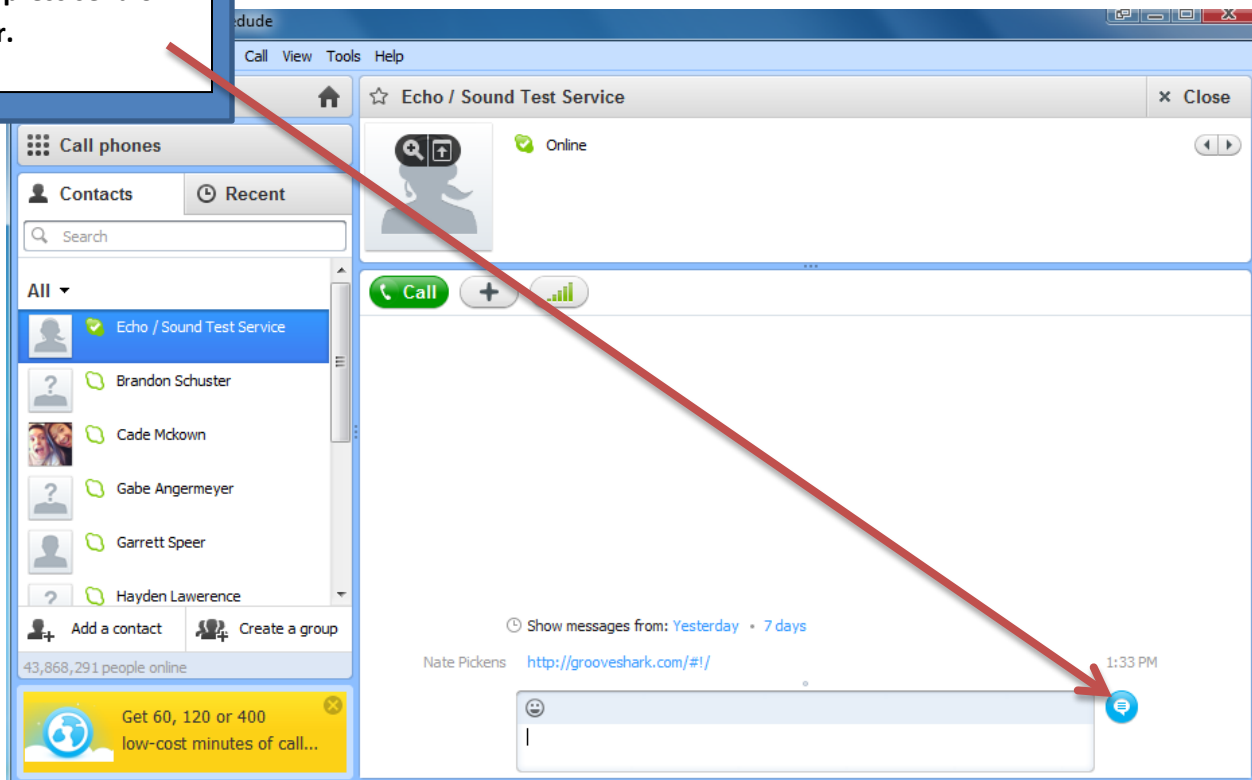 r.
dude
Call View Tools Help
Echo / Sound Test Service
× Close
Call phones
Online
Contacts
Recent
Search
All
Call
Echo / Sound Test Service
Brandon Schuster
Cade Mckown
Gabe Angermeyer
Garrett Speer
Hayden Lawerence
Add a contact
Create a group
Show messages from: Yesterday • 7 days
43,868,291 people online
Nate Pickens http://grooveshark.com/#!/ 1:33 PM
Get 60, 120 or 400
low-cost minutes of call...